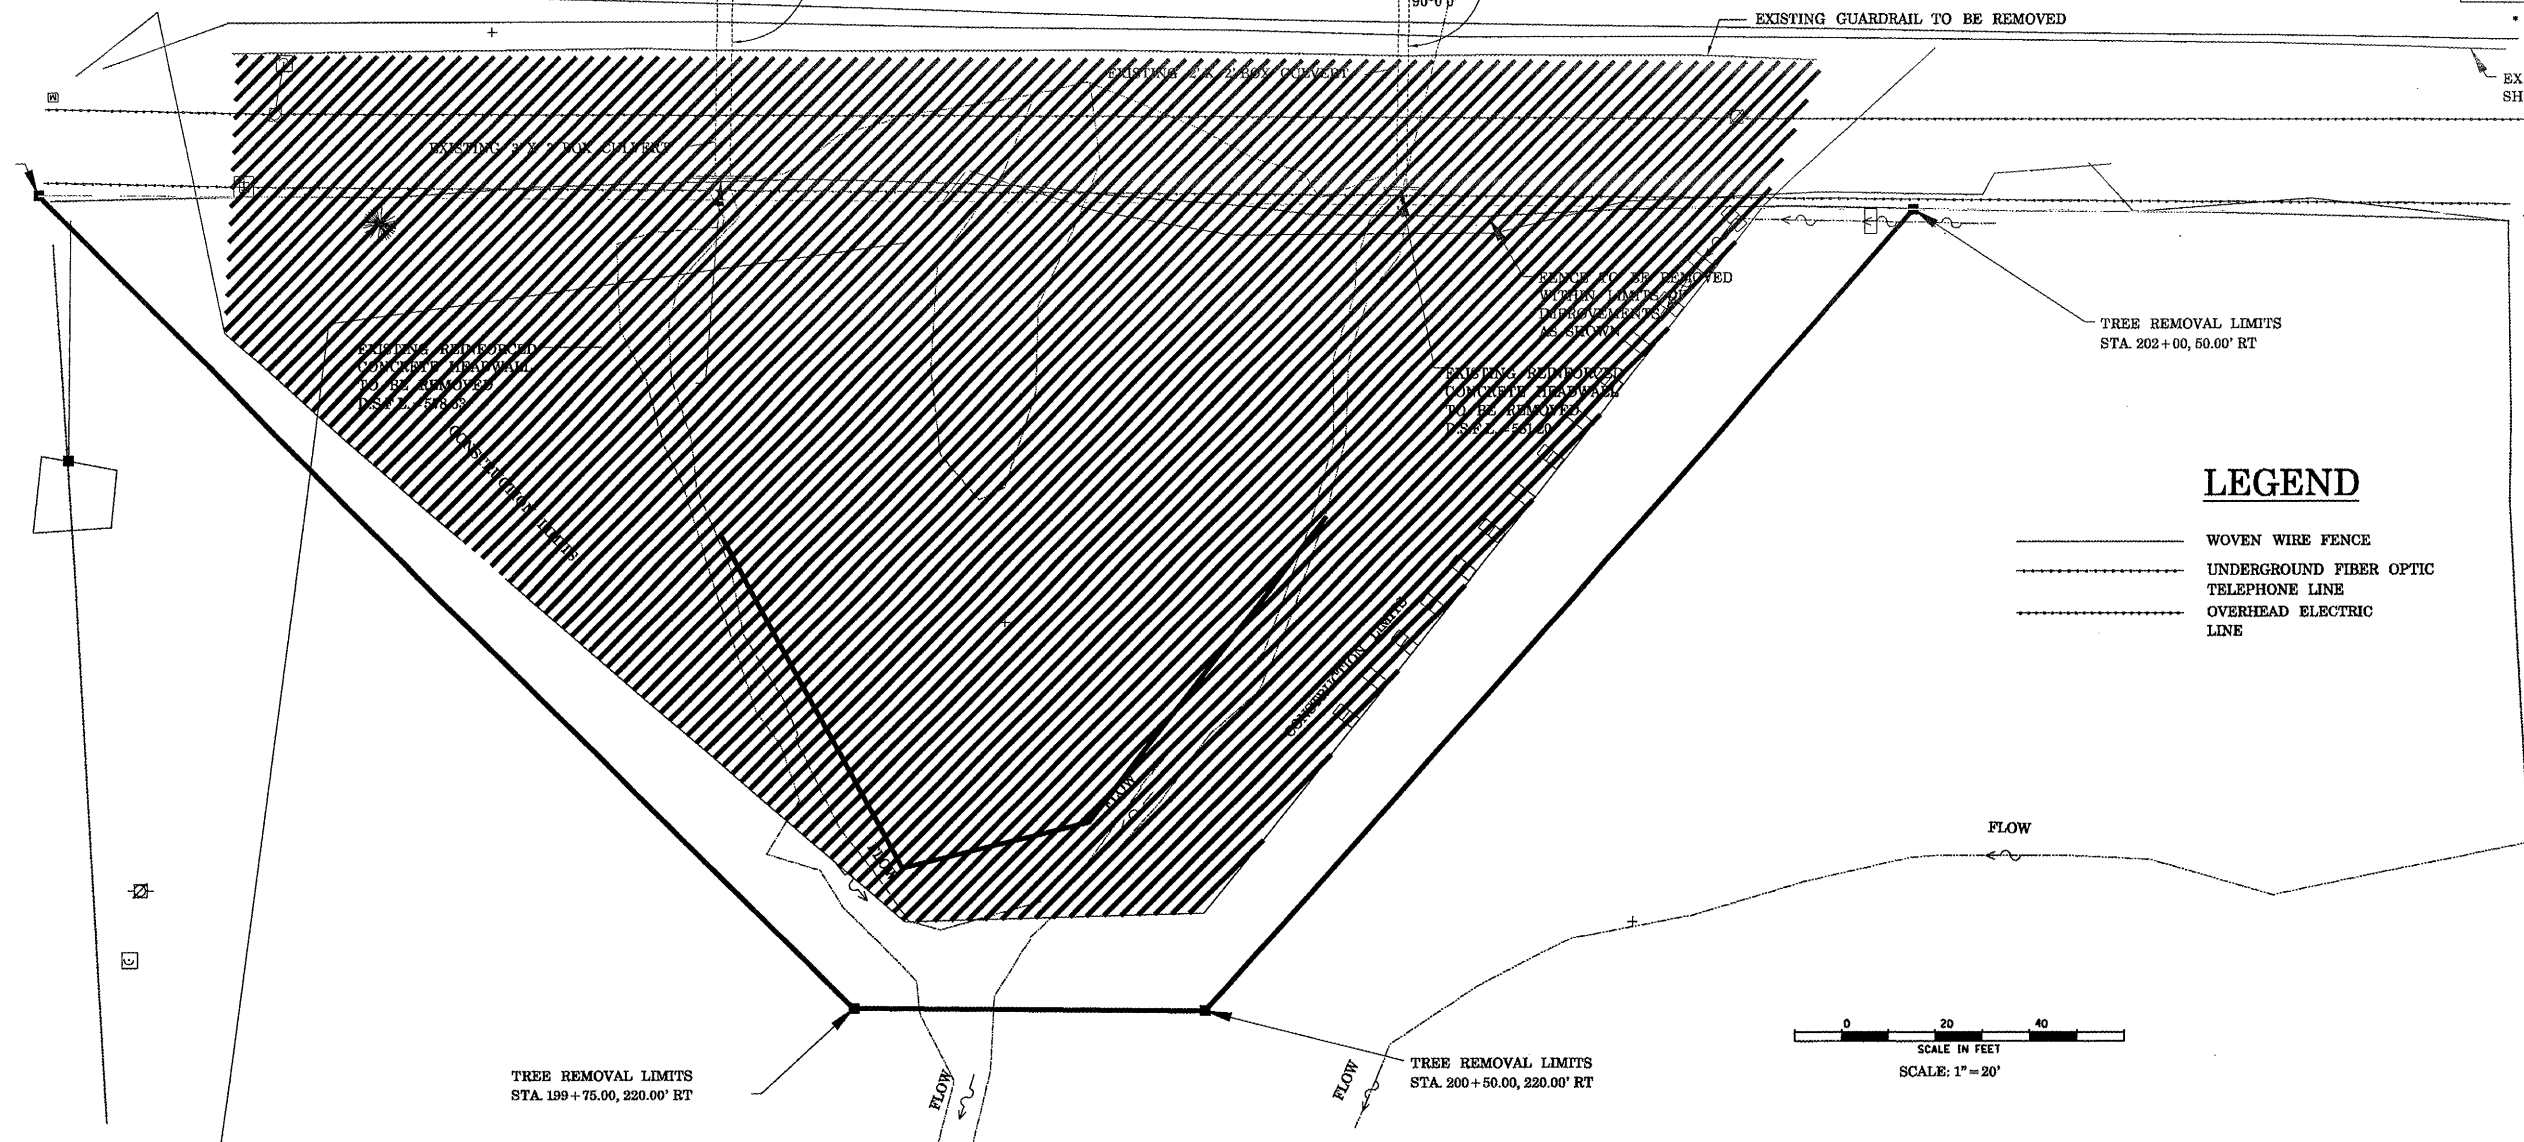 90°0'0"
EXISTING GUARDRAIL TO BE REMOVED
EX
SH
EXISTING 2' X 2' BOX CULVERT
EXISTING 3' X BOX CULVERT
FENCE TO BE REMOVED
WITHIN LIMITS OF
IMPROVEMENTS
AS SHOWN
TREE REMOVAL LIMITS
STA. 202+00, 50.00' RT
EXISTING REINFORCED
CONCRETE HEADWALL
TO BE REMOVED
D.S.F.L.
EXISTING REINFORCED
CONCRETE HEADWALL
TO BE REMOVED
D.S.F.L.
CONSTRUCTION LIMITS
CONSTRUCTION LIMITS
LEGEND
WOVEN WIRE FENCE
UNDERGROUND FIBER OPTIC
TELEPHONE LINE
OVERHEAD ELECTRIC
LINE
FLOW
FLOW
FLOW
0 20 40
SCALE IN FEET
SCALE: 1"=20'
TREE REMOVAL LIMITS
STA. 199+75.00, 220.00' RT
FLOW
FLOW
TREE REMOVAL LIMITS
STA. 200+50.00, 220.00' RT